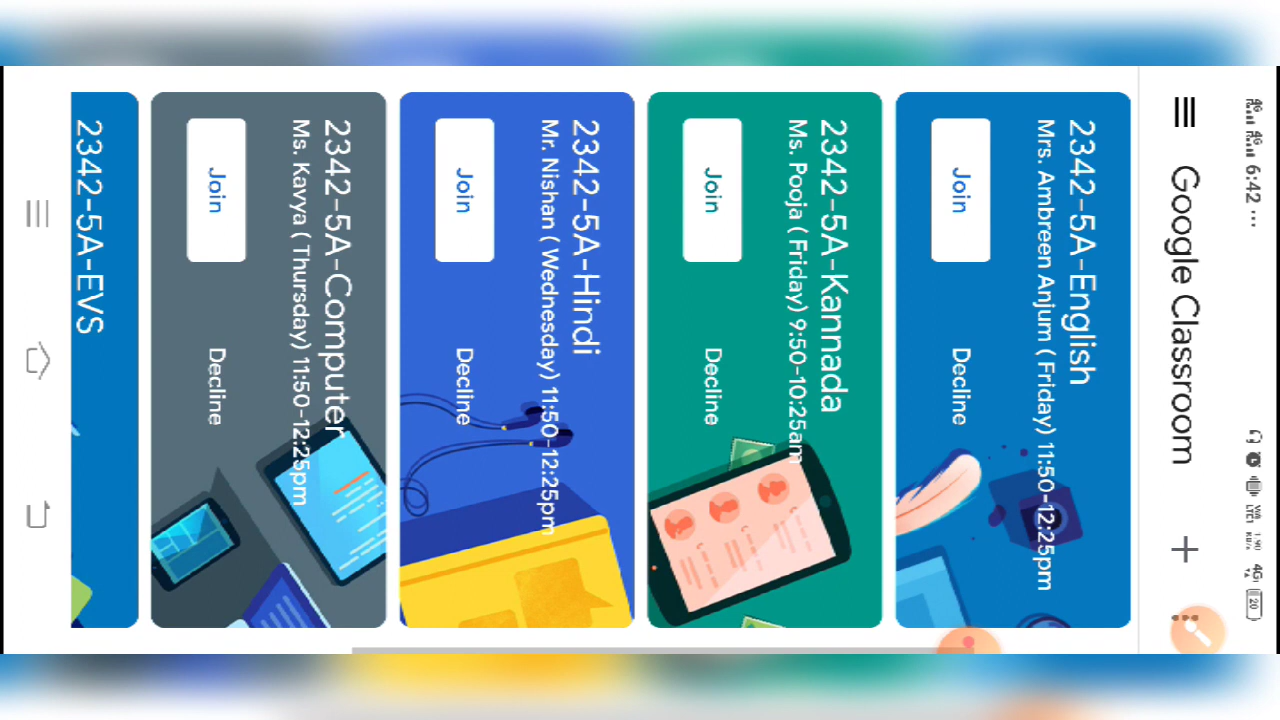 6:42 ...
4G
20
Google Classroom
2342-5A-English
Mrs. Ambreen Anjum ( Friday) 11:50-12:25pm
Join
Decline
2342-5A-Kannada
Ms. Pooja ( Friday) 9:50-10:25am
Join
Decline
2342-5A-Hindi
Mr. Nishan ( Wednesday) 11:50-12:25pm
Join
Decline
2342-5A-Computer
Ms. Kavya ( Thursday) 11:50-12:25pm
Join
Decline
2342-5A-EVS